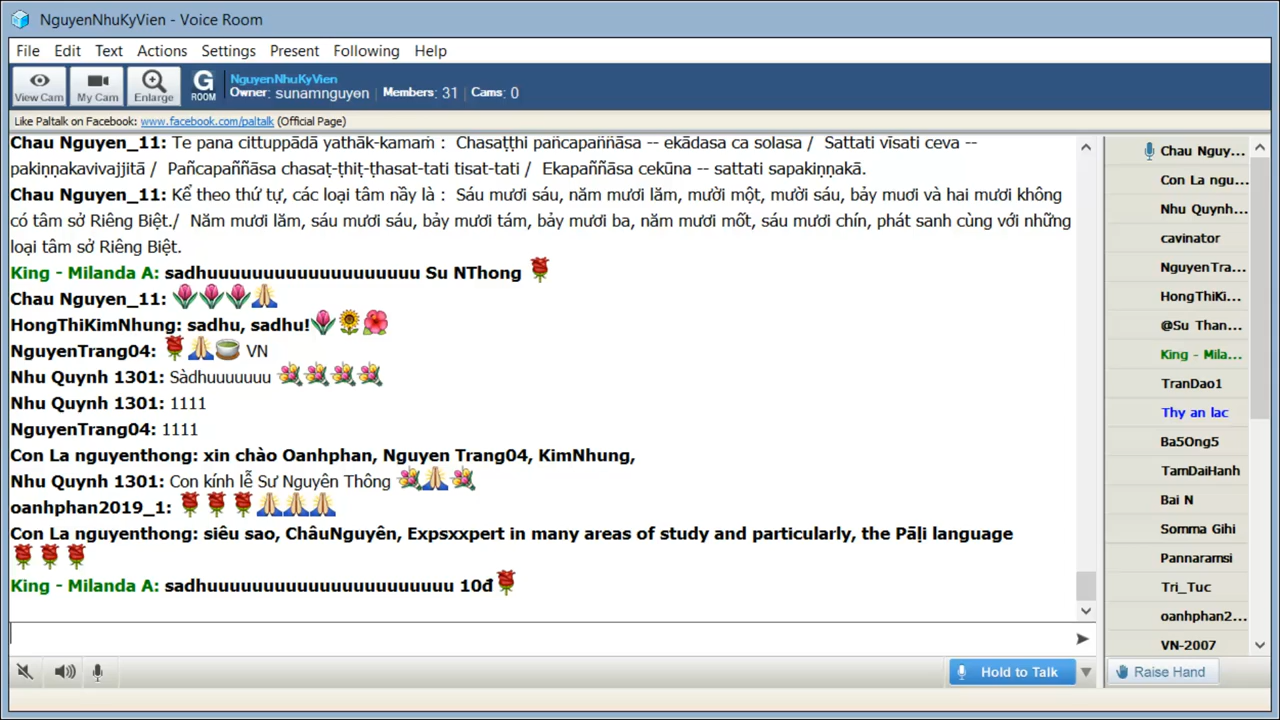 NguyenNhuKyVien - Voice Room
File Edit Text Actions Settings Present Following Help
View Cam My Cam Enlarge G ROOM NguyenNhuKyVien
Owner: sunamnguyen Members: 31 Cams: 0
Like Paltalk on Facebook: www.facebook.com/paltalk (Official Page)
Chau Nguyen_11: Te pana cittuppādā yathāk-kamaṁ : Chasaṭṭhi pañcapaññāsa -- ekādasa ca solasa / Sattati vīsati ceva --
pakiṇṇakavivajjitā / Pañcapaññāsa chasaṭ-ṭhiṭ-ṭhasat-tati tisat-tati / Ekapaññāsa cekūna -- sattati sapakiṇṇakā.
Chau Nguyen_11: Kể theo thứ tự, các loại tâm nầy là : Sáu mươi sáu, năm mươi lăm, mười một, mười sáu, bảy mươi và hai mươi không
có tâm sở Riêng Biệt./ Năm mươi lăm, sáu mươi sáu, bảy mươi tám, bảy mươi ba, năm mươi mốt, sáu mươi chín, phát sanh cùng với những
loại tâm sở Riêng Biệt.
King - Milanda A: sadhuuuuuuuuuuuuuuuuuuu Su NThong
Chau Nguyen_11:
HongThiKimNhung: sadhu, sadhu!
NguyenTrang04: VN
Nhu Quynh 1301: Sàdhuuuuuuu
Nhu Quynh 1301: 1111
NguyenTrang04: 1111
Con La nguyenthong: xin chào Oanhphan, Nguyen Trang04, KimNhung,
Nhu Quynh 1301: Con kính lễ Sư Nguyên Thông
oanhphan2019_1:
Con La nguyenthong: siêu sao, ChâuNguyên, Expsxxpert in many areas of study and particularly, the Pāḷi language
King - Milanda A: sadhuuuuuuuuuuuuuuuuuuuuuu 10đ
Chau Nguy...
Con La ngu...
Nhu Quynh...
cavinator
NguyenTra...
HongThiKi...
@Su Than...
King - Mila...
TranDao1
Thy an lac
Ba5Ong5
TamDaiHanh
Bai N
Somma Gihi
Pannaramsi
Tri_Tuc
oanhphan2...
VN-2007
Hold to Talk
Raise Hand